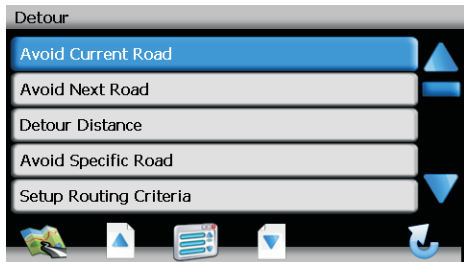 Detour
Avoid Current Road
Avoid Next Road
Detour Distance
Avoid Specific Road
Setup Routing Criteria